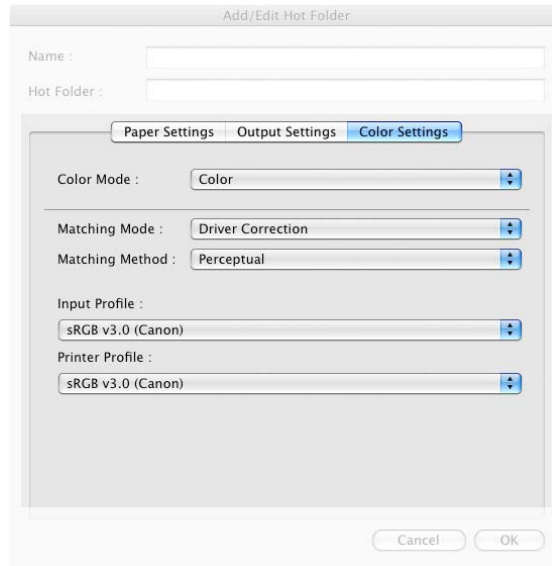 Add/Edit Hot Folder
Name :
Hot Folder :
Paper Settings Output Settings Color Settings
Color Mode : Color
Matching Mode : Driver Correction
Matching Method : Perceptual
Input Profile :
sRGB v3.0 (Canon)
Printer Profile :
sRGB v3.0 (Canon)
Cancel OK